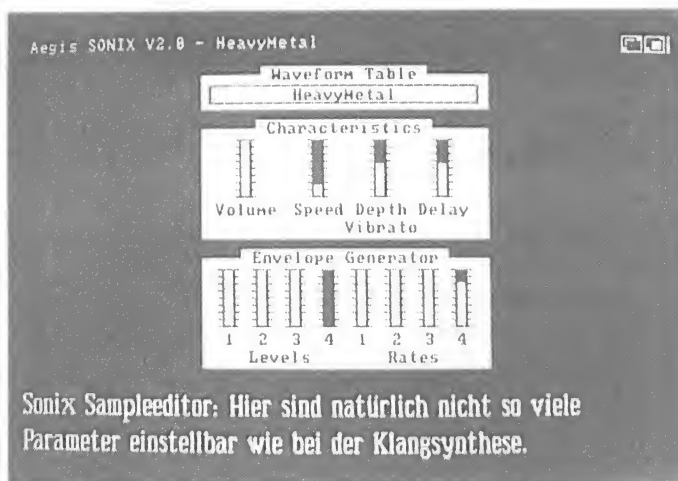 Aegis SONIX V2.0 - HeavyMetal
Waveform Table
HeavyMetal
Characteristics
Volume Speed Depth Delay
Vibrato
Envelope Generator
1 2 3 4 1 2 3 4
Levels Rates
Sonix Sampleeditor: Hier sind natürlich nicht so viele
Parameter einstellbar wie bei der Klangsynthese.